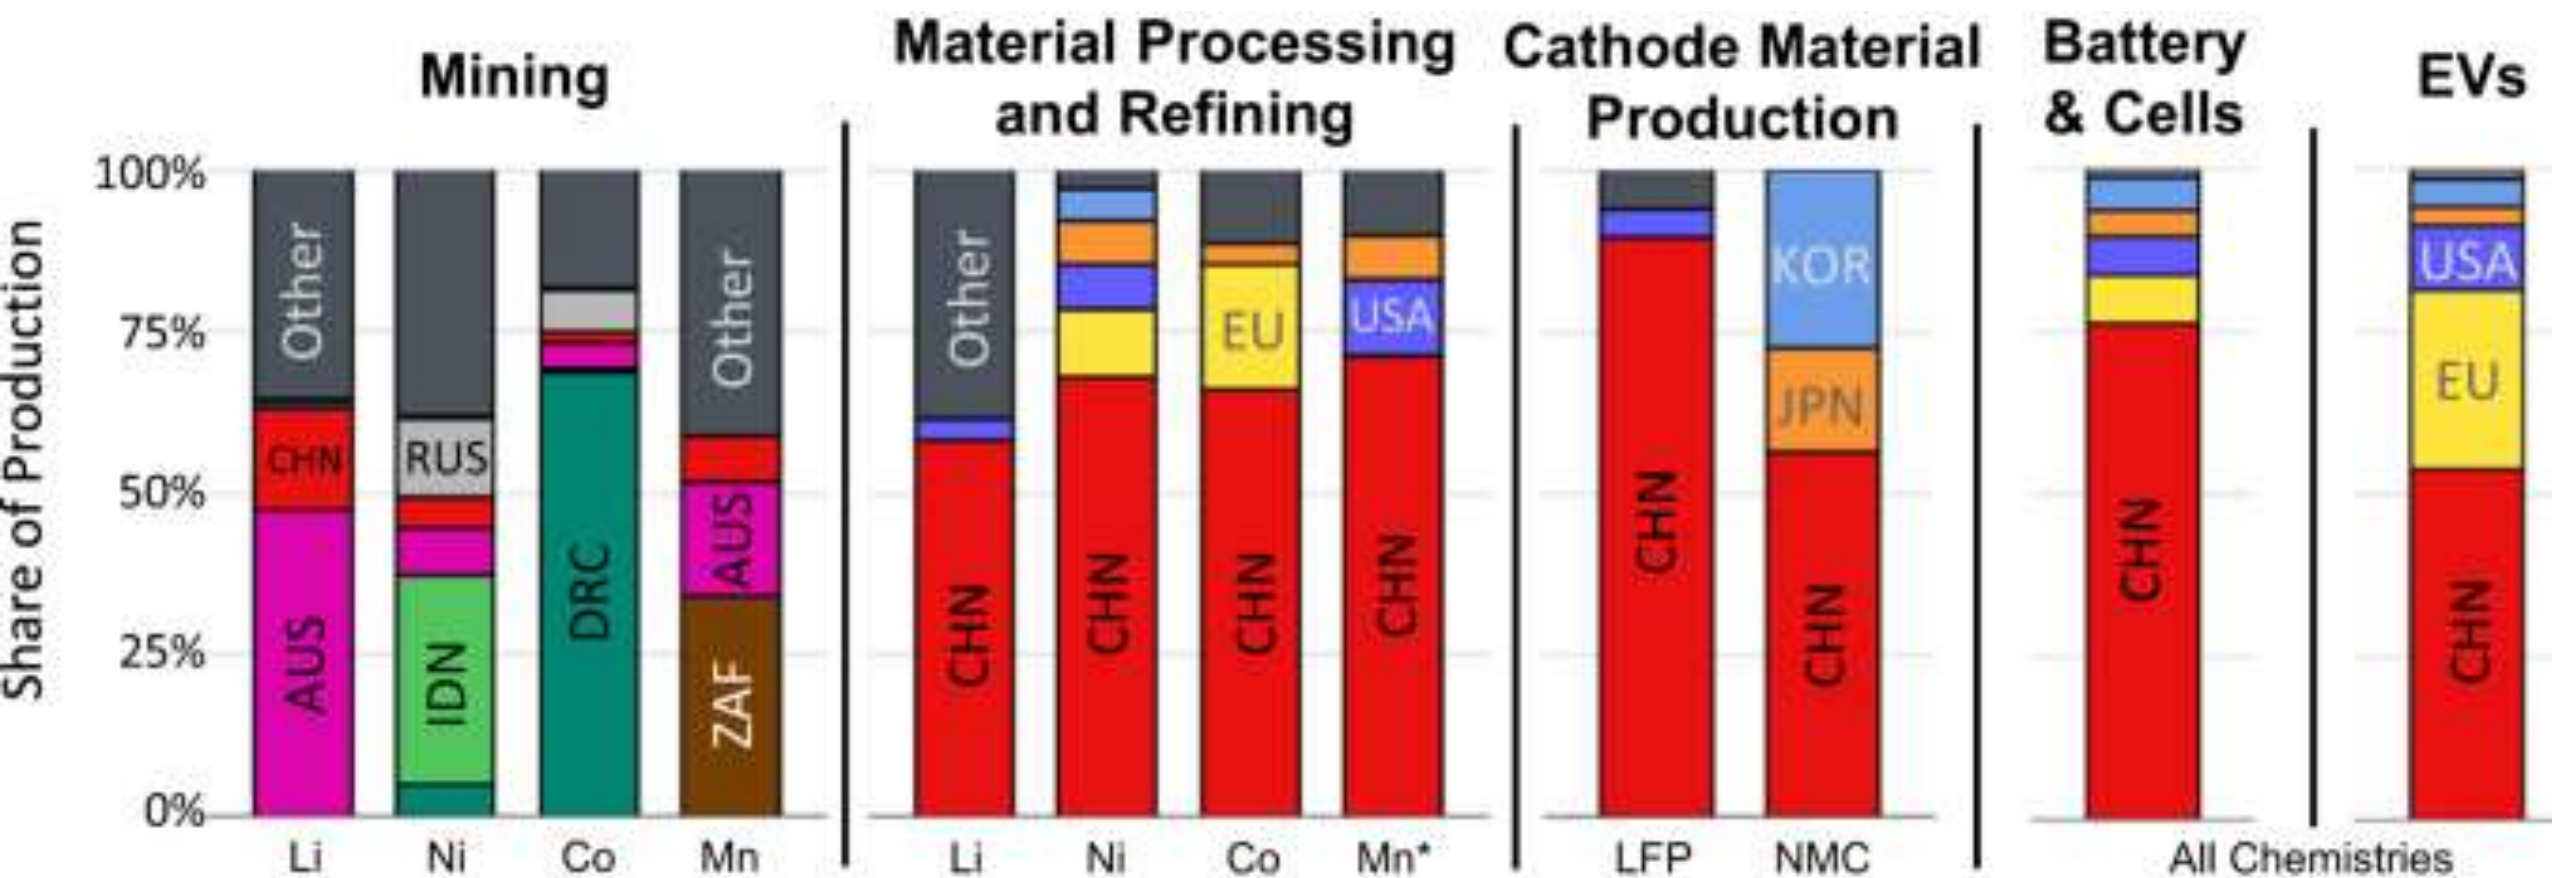 Mining
Material Processing
and Refining
Cathode Material
Production
Battery
& Cells
EVs
Share of Production
100%
75%
50%
25%
0%
Other
CHN
AUS
RUS
IDN
DRC
Other
AUS
ZAF
Other
CHN
CHN
EU
CHN
USA
CHN
CHN
KOR
JPN
CHN
CHN
USA
EU
CHN
Li
Ni
Co
Mn
Li
Ni
Co
Mn*
LFP
NMC
All Chemistries